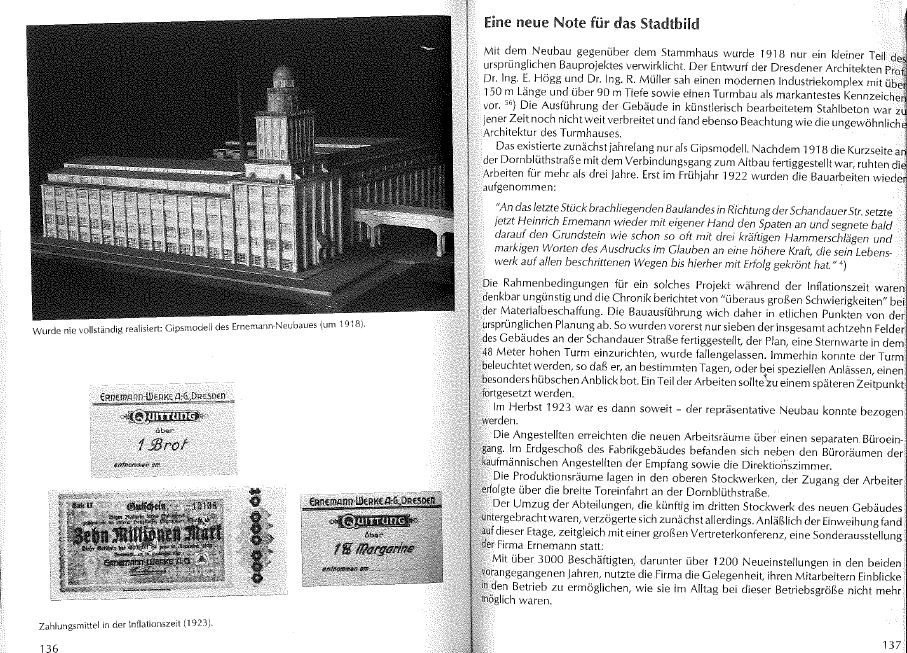 Wurde nie vollständig realisiert: Gipsmodell des Ernemann-Neubaues (um 1918).
ERNEMANN-WERKE A-G, DRESDEN
QUITTUNG
über
1 Brot
entnommen am
Gutschein
Zehn Millionen Mark
ERNEMANN-WERKE A.G.
ERNEMANN-WERKE A-G, DRESDEN
QUITTUNG
über
1 ℔ Margarine
entnommen am
Zahlungsmittel in der Inflationszeit (1923).
136
Eine neue Note für das Stadtbild
Mit dem Neubau gegenüber dem Stammhaus wurde 1918 nur ein kleiner Teil des
ursprünglichen Bauprojektes verwirklicht. Der Entwurf der Dresdener Architekten Prof.
Dr. Ing. E. Högg und Dr. Ing. R. Müller sah einen modernen Industriekomplex mit über
150 m Länge und über 90 m Tiefe sowie einen Turmbau als markantestes Kennzeichen
vor. 56) Die Ausführung der Gebäude in künstlerisch bearbeitetem Stahlbeton war zu
jener Zeit noch nicht weit verbreitet und fand ebenso Beachtung wie die ungewöhnliche
Architektur des Turmhauses.
Das existierte zunächst jahrelang nur als Gipsmodell. Nachdem 1918 die Kurzseite an
der Dornblüthstraße mit dem Verbindungsgang zum Altbau fertiggestellt war, ruhten die
Arbeiten für mehr als drei Jahre. Erst im Frühjahr 1922 wurden die Bauarbeiten wieder
aufgenommen:
"An das letzte Stück brachliegenden Baulandes in Richtung der Schandauer Str. setzte
jetzt Heinrich Ernemann wieder mit eigener Hand den Spaten an und segnete bald
darauf den Grundstein wie schon so oft mit drei kräftigen Hammerschlägen und
markigen Worten des Ausdrucks im Glauben an eine höhere Kraft, die sein Lebens-
werk auf allen beschrittenen Wegen bis hierher mit Erfolg gekrönt hat." 4)
Die Rahmenbedingungen für ein solches Projekt während der Inflationszeit waren
denkbar ungünstig und die Chronik berichtet von "überaus großen Schwierigkeiten" bei
der Materialbeschaffung. Die Bauausführung wich daher in etlichen Punkten von der
ursprünglichen Planung ab. So wurden vorerst nur sieben der insgesamt achtzehn Felder
des Gebäudes an der Schandauer Straße fertiggestellt, der Plan, eine Sternwarte in dem
48 Meter hohen Turm einzurichten, wurde fallengelassen. Immerhin konnte der Turm
beleuchtet werden, so daß er, an bestimmten Tagen, oder bei speziellen Anlässen, einen
besonders hübschen Anblick bot. Ein Teil der Arbeiten sollte zu einem späteren Zeitpunkt
fortgesetzt werden.
Im Herbst 1923 war es dann soweit – der repräsentative Neubau konnte bezogen
werden.
Die Angestellten erreichten die neuen Arbeitsräume über einen separaten Büroein-
gang. Im Erdgeschoß des Fabrikgebäudes befanden sich neben den Büroräumen der
kaufmännischen Angestellten der Empfang sowie die Direktionszimmer.
Die Produktionsräume lagen in den oberen Stockwerken, der Zugang der Arbeiter
erfolgte über die breite Toreinfahrt an der Dornblüthstraße.
Der Umzug der Abteilungen, die künftig im dritten Stockwerk des neuen Gebäudes
untergebracht waren, verzögerte sich zunächst allerdings. Anläßlich der Einweihung fand
auf dieser Etage, zeitgleich mit einer großen Vertreterkonferenz, eine Sonderausstellung
der Firma Ernemann statt:
Mit über 3000 Beschäftigten, darunter über 1200 Neueinstellungen in den beiden
vorangegangenen Jahren, nutzte die Firma die Gelegenheit, ihren Mitarbeitern Einblicke
in den Betrieb zu ermöglichen, wie sie im Alltag bei dieser Betriebsgröße nicht mehr
möglich waren.
137